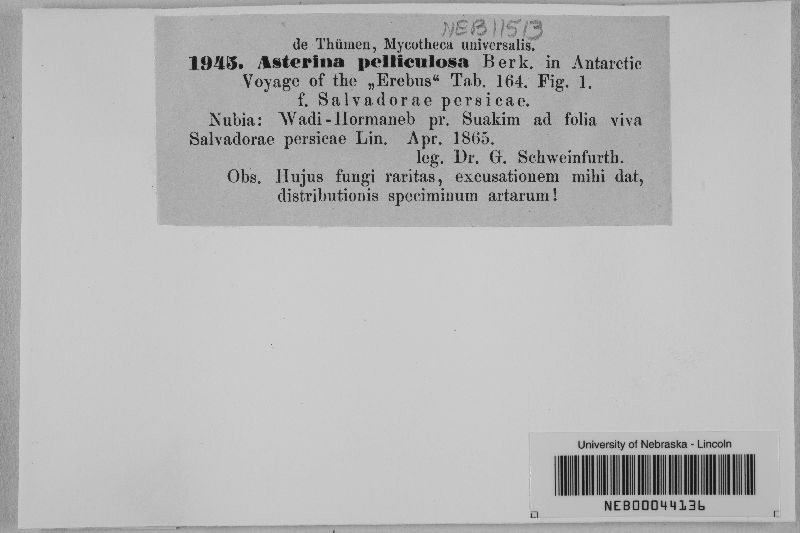 NEB11513
de Thümen, Mycotheca universalis.
1945. Asterina pelliculosa Berk. in Antarctic
Voyage of the „Erebus“ Tab. 164. Fig. 1.
f. Salvadorae persicae.
Nubia: Wadi-Hormaneb pr. Suakim ad folia viva
Salvadorae persicae Lin. Apr. 1865.
leg. Dr. G. Schweinfurth.
Obs. Hujus fungi raritas, excusationem mihi dat,
distributionis speciminum artarum!
University of Nebraska - Lincoln
NEB00044136